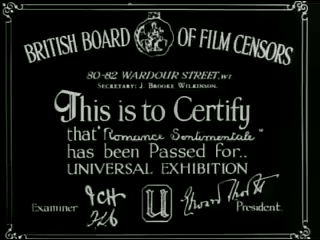 BRITISH BOARD OF FILM CENSORS
80-82 WARDOUR STREET, W1.
SECRETARY: J. BROOKE WILKINSON.
This is to Certify
that "Romance Sentimentale"
has been Passed for..
UNIVERSAL EXHIBITION
Examiner U President.